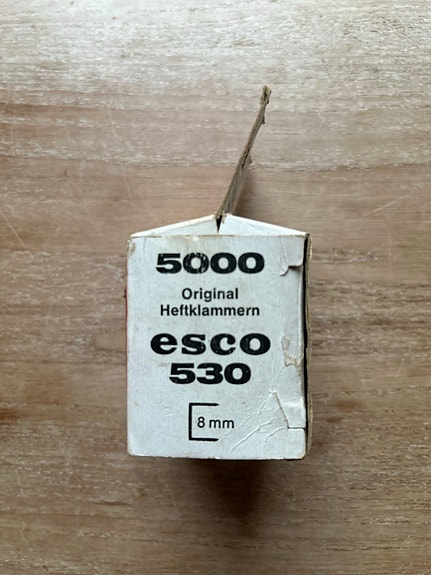 5000
Original
Heftklammern
esco
530
8 mm